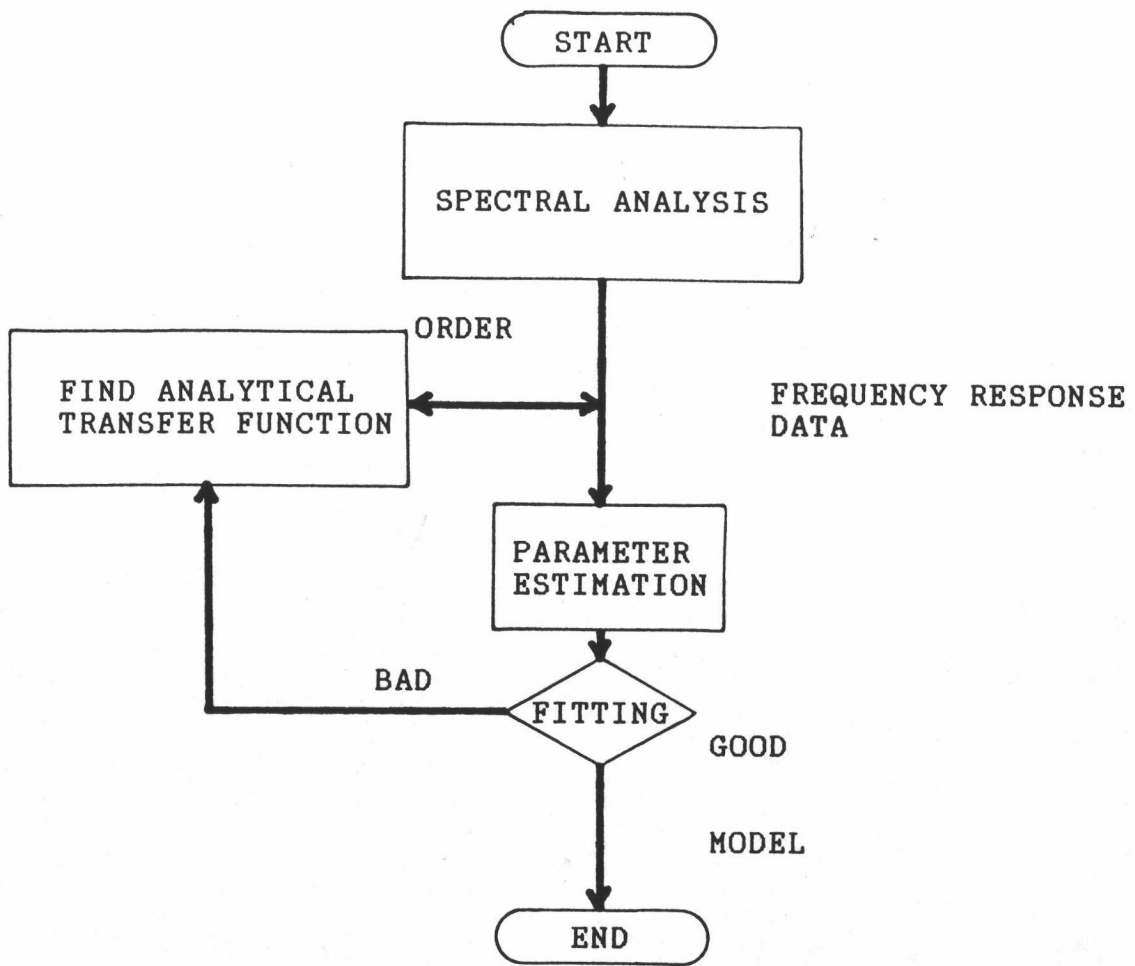 START
SPECTRAL ANALYSIS
ORDER
FIND ANALYTICAL
TRANSFER FUNCTION
FREQUENCY RESPONSE
DATA
PARAMETER
ESTIMATION
BAD
FITTING
GOOD
MODEL
END